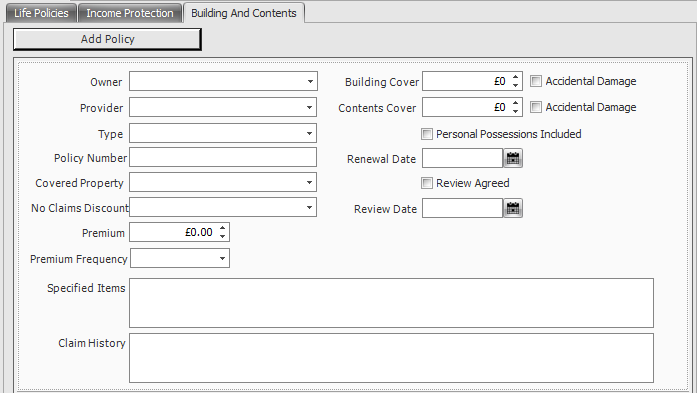 Life Policies Income Protection Building And Contents
Add Policy
Owner Building Cover £0 Accidental Damage
Provider Contents Cover £0 Accidental Damage
Type Personal Possessions Included
Policy Number Renewal Date
Covered Property Review Agreed
No Claims Discount Review Date
Premium £0.00
Premium Frequency
Specified Items
Claim History